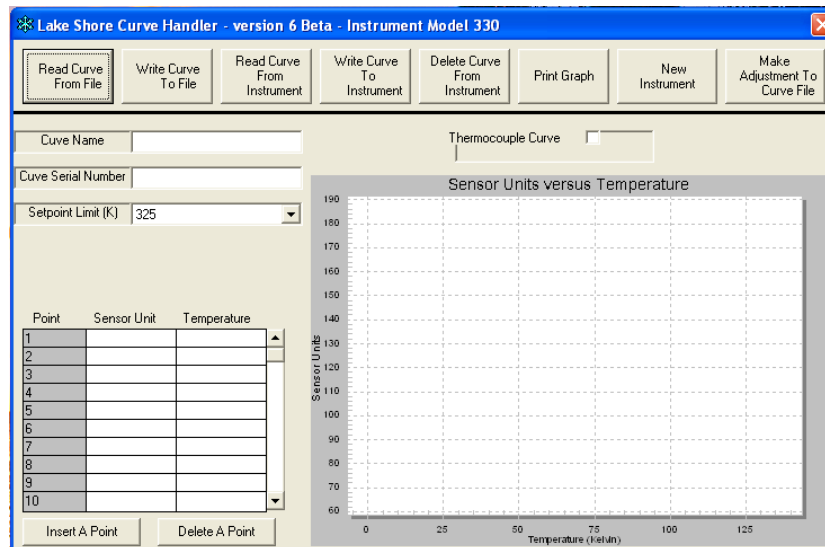 Lake Shore Curve Handler - version 6 Beta - Instrument Model 330
Read Curve
From File
Write Curve
To File
Read Curve
From
Instrument
Write Curve
To
Instrument
Delete Curve
From
Instrument
Print Graph
New
Instrument
Make
Adjustment To
Curve File
Cuve Name
Thermocouple Curve
Cuve Serial Number
Setpoint Limit (K)
325
Sensor Units versus Temperature
190
180
170
160
150
140
130
120
110
100
90
80
70
60
Sensor Units
0
25
50
75
100
125
Temperature (Kelvin)
Point Sensor Unit Temperature
1
2
3
4
5
6
7
8
9
10
Insert A Point
Delete A Point